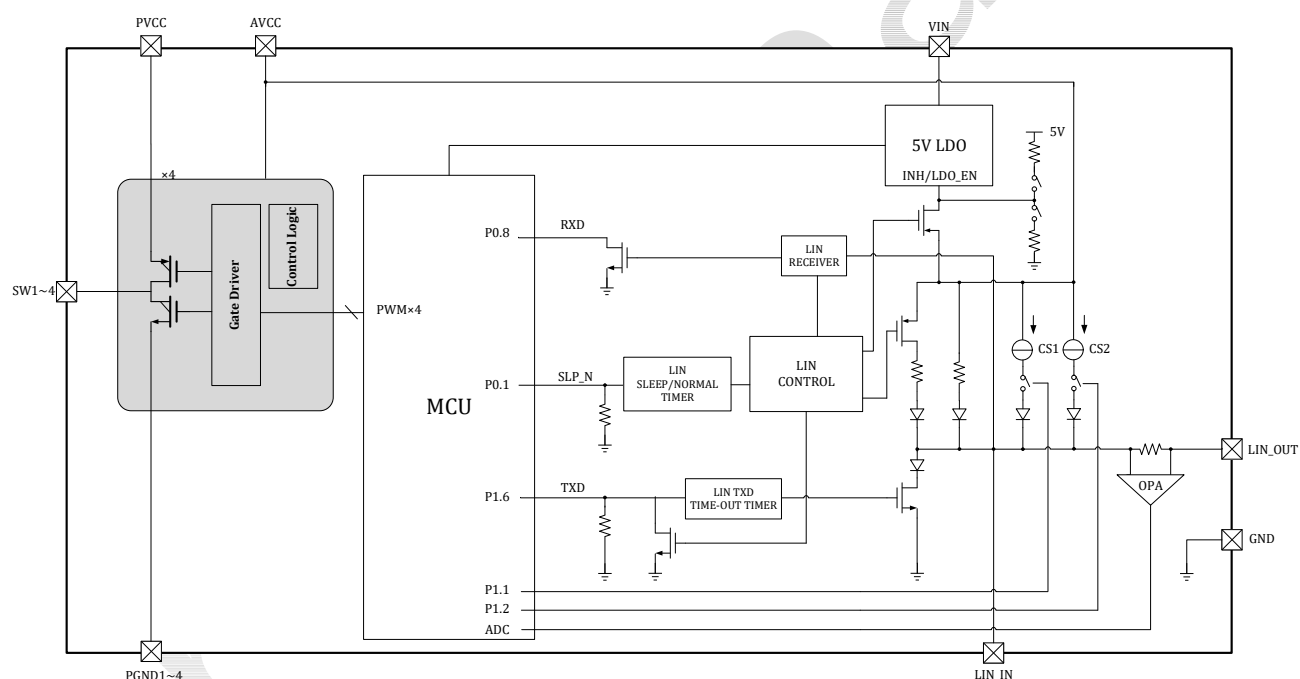 PVCC
AVCC
VIN
5V LDO
INH/LDO_EN
5V
×4
Control Logic
Gate Driver
SW1~4
PWM×4
MCU
P0.8
RXD
LIN
RECEIVER
P0.1
SLP_N
LIN
SLEEP/NORMAL
TIMER
LIN
CONTROL
CS1
CS2
LIN_OUT
OPA
P1.6
TXD
LIN TXD
TIME-OUT TIMER
GND
P1.1
P1.2
ADC
PGND1~4
LIN_IN